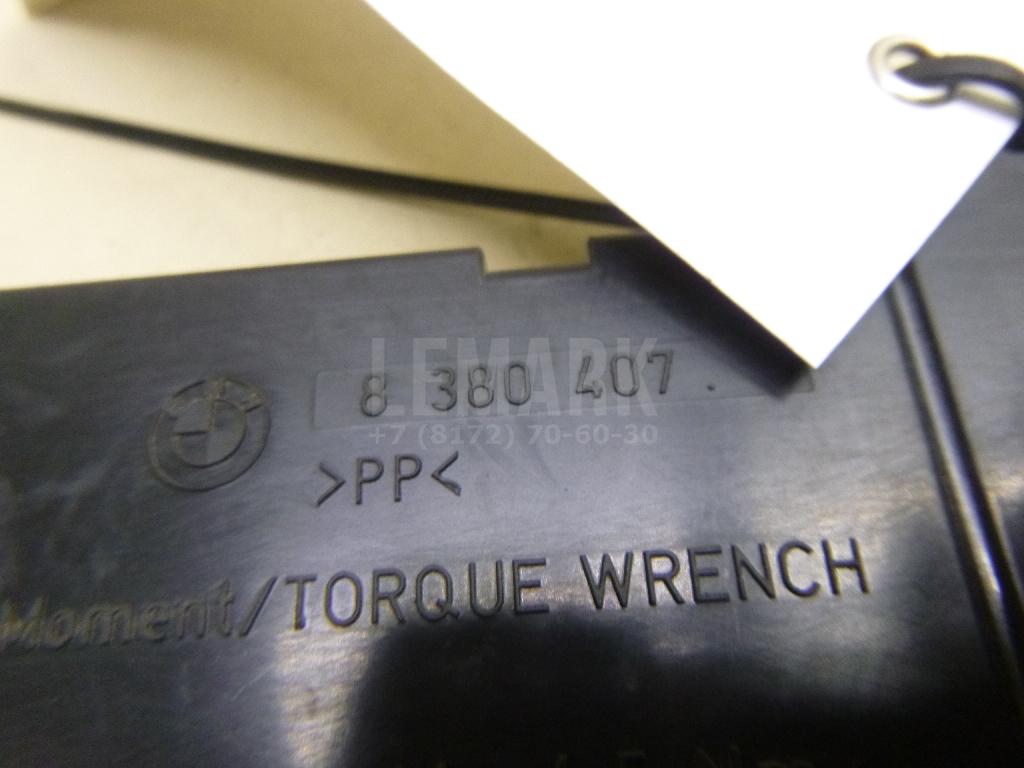 LEMARK
8 380 407
+7 (8172) 70-60-30
>PP<
Moment/TORQUE WRENCH